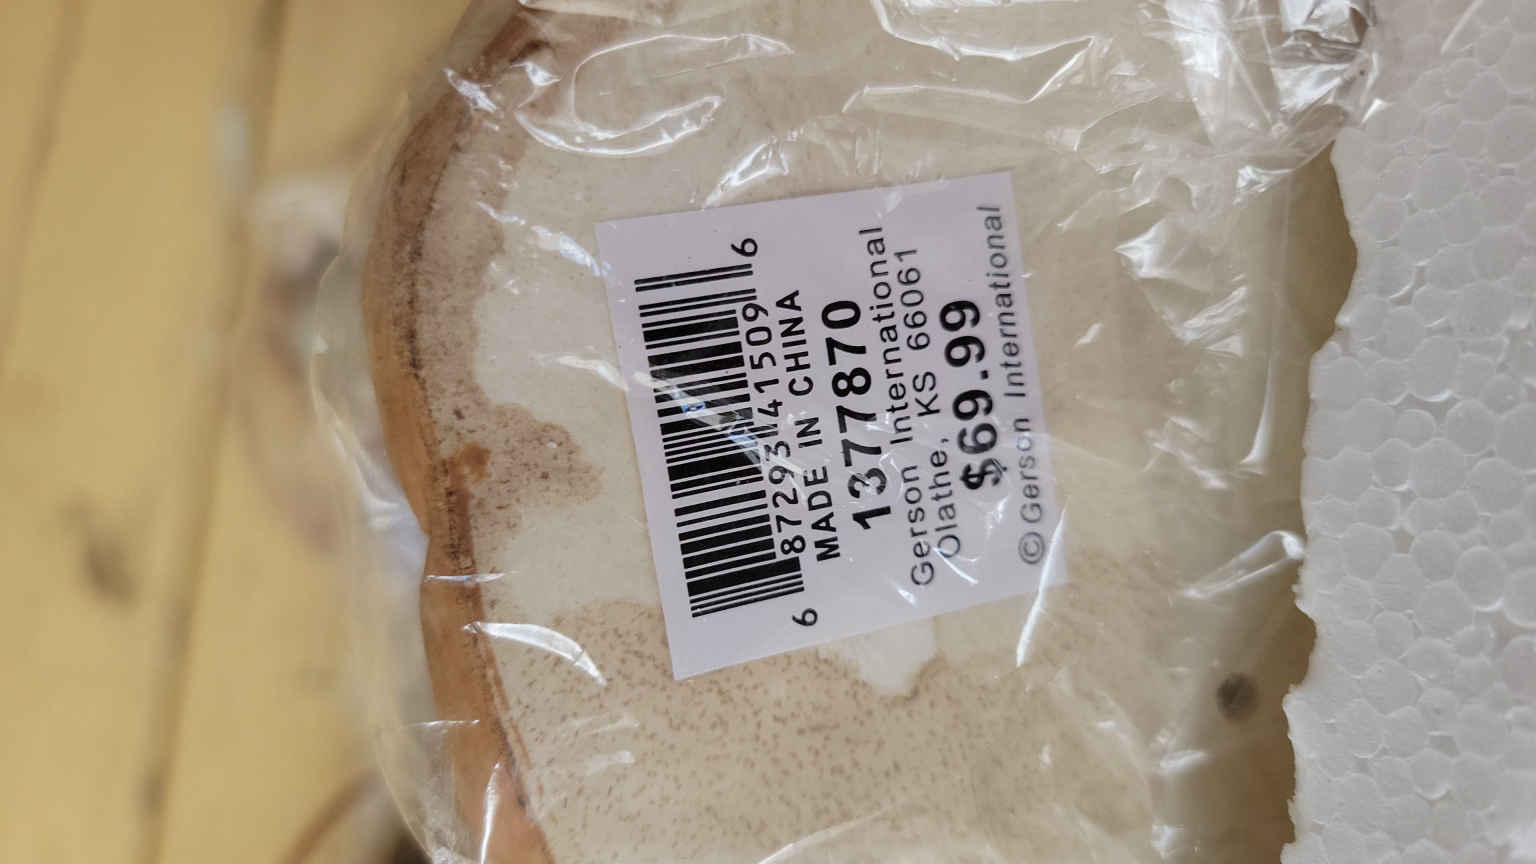 6 87293 41509 6
MADE IN CHINA
1377870
Gerson International
Olathe, KS 66061
$69.99
©Gerson International